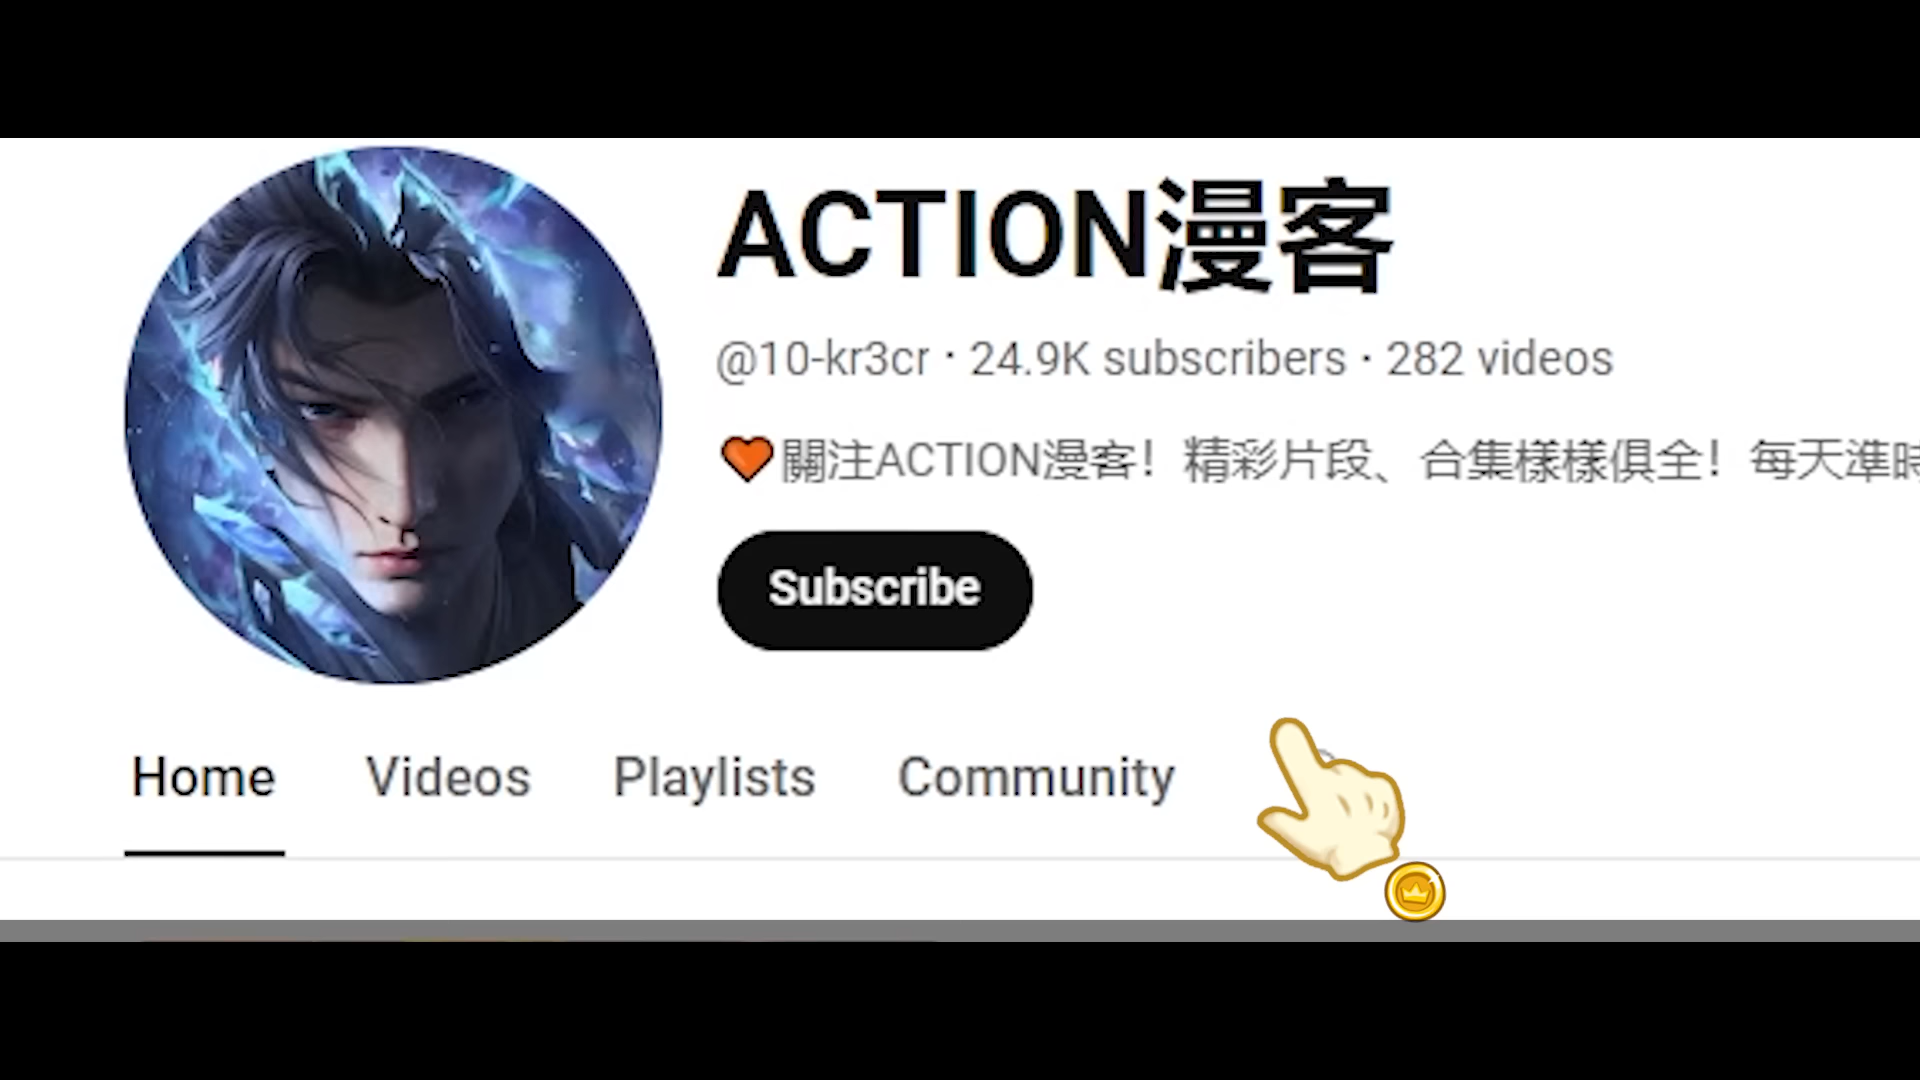 ACTION漫客
@10-kr3cr · 24.9K subscribers · 282 videos
🧡關注ACTION漫客！精彩片段、合集樣樣俱全！每天準時
Subscribe
Home Videos Playlists Community